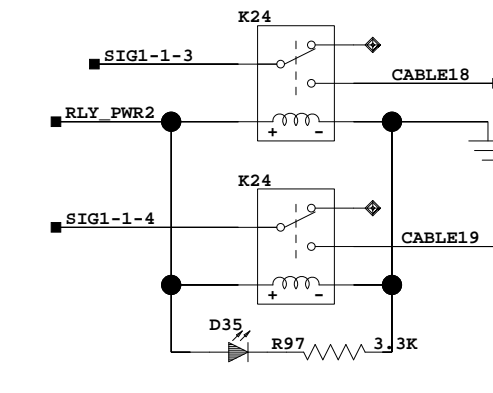 K24
SIG1-1-3
CABLE18
RLY_PWR2
+ -
K24
SIG1-1-4
CABLE19
+ -
D35
R97 3.3K